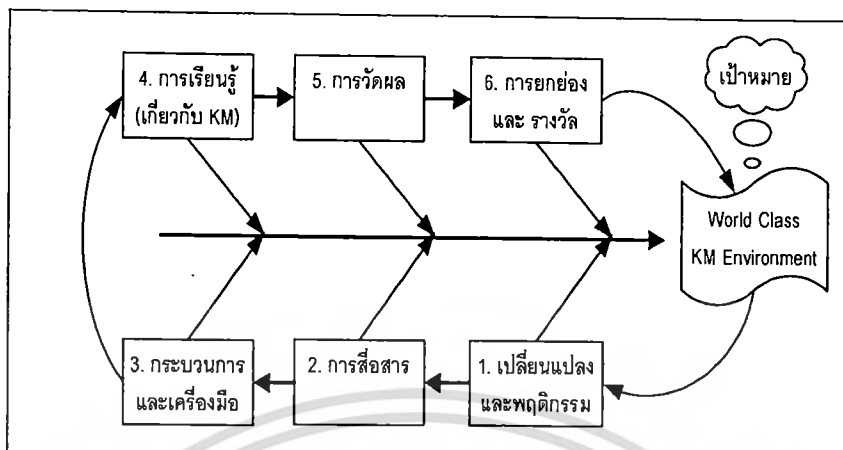 4. การเรียนรู้
(เกี่ยวกับ KM)
5. การวัดผล
6. การยกย่อง
และ รางวัล
เป้าหมาย
World Class
KM Environment
3. กระบวนการ
และเครื่องมือ
2. การสื่อสาร
1. เปลี่ยนแปลง
และพฤติกรรม